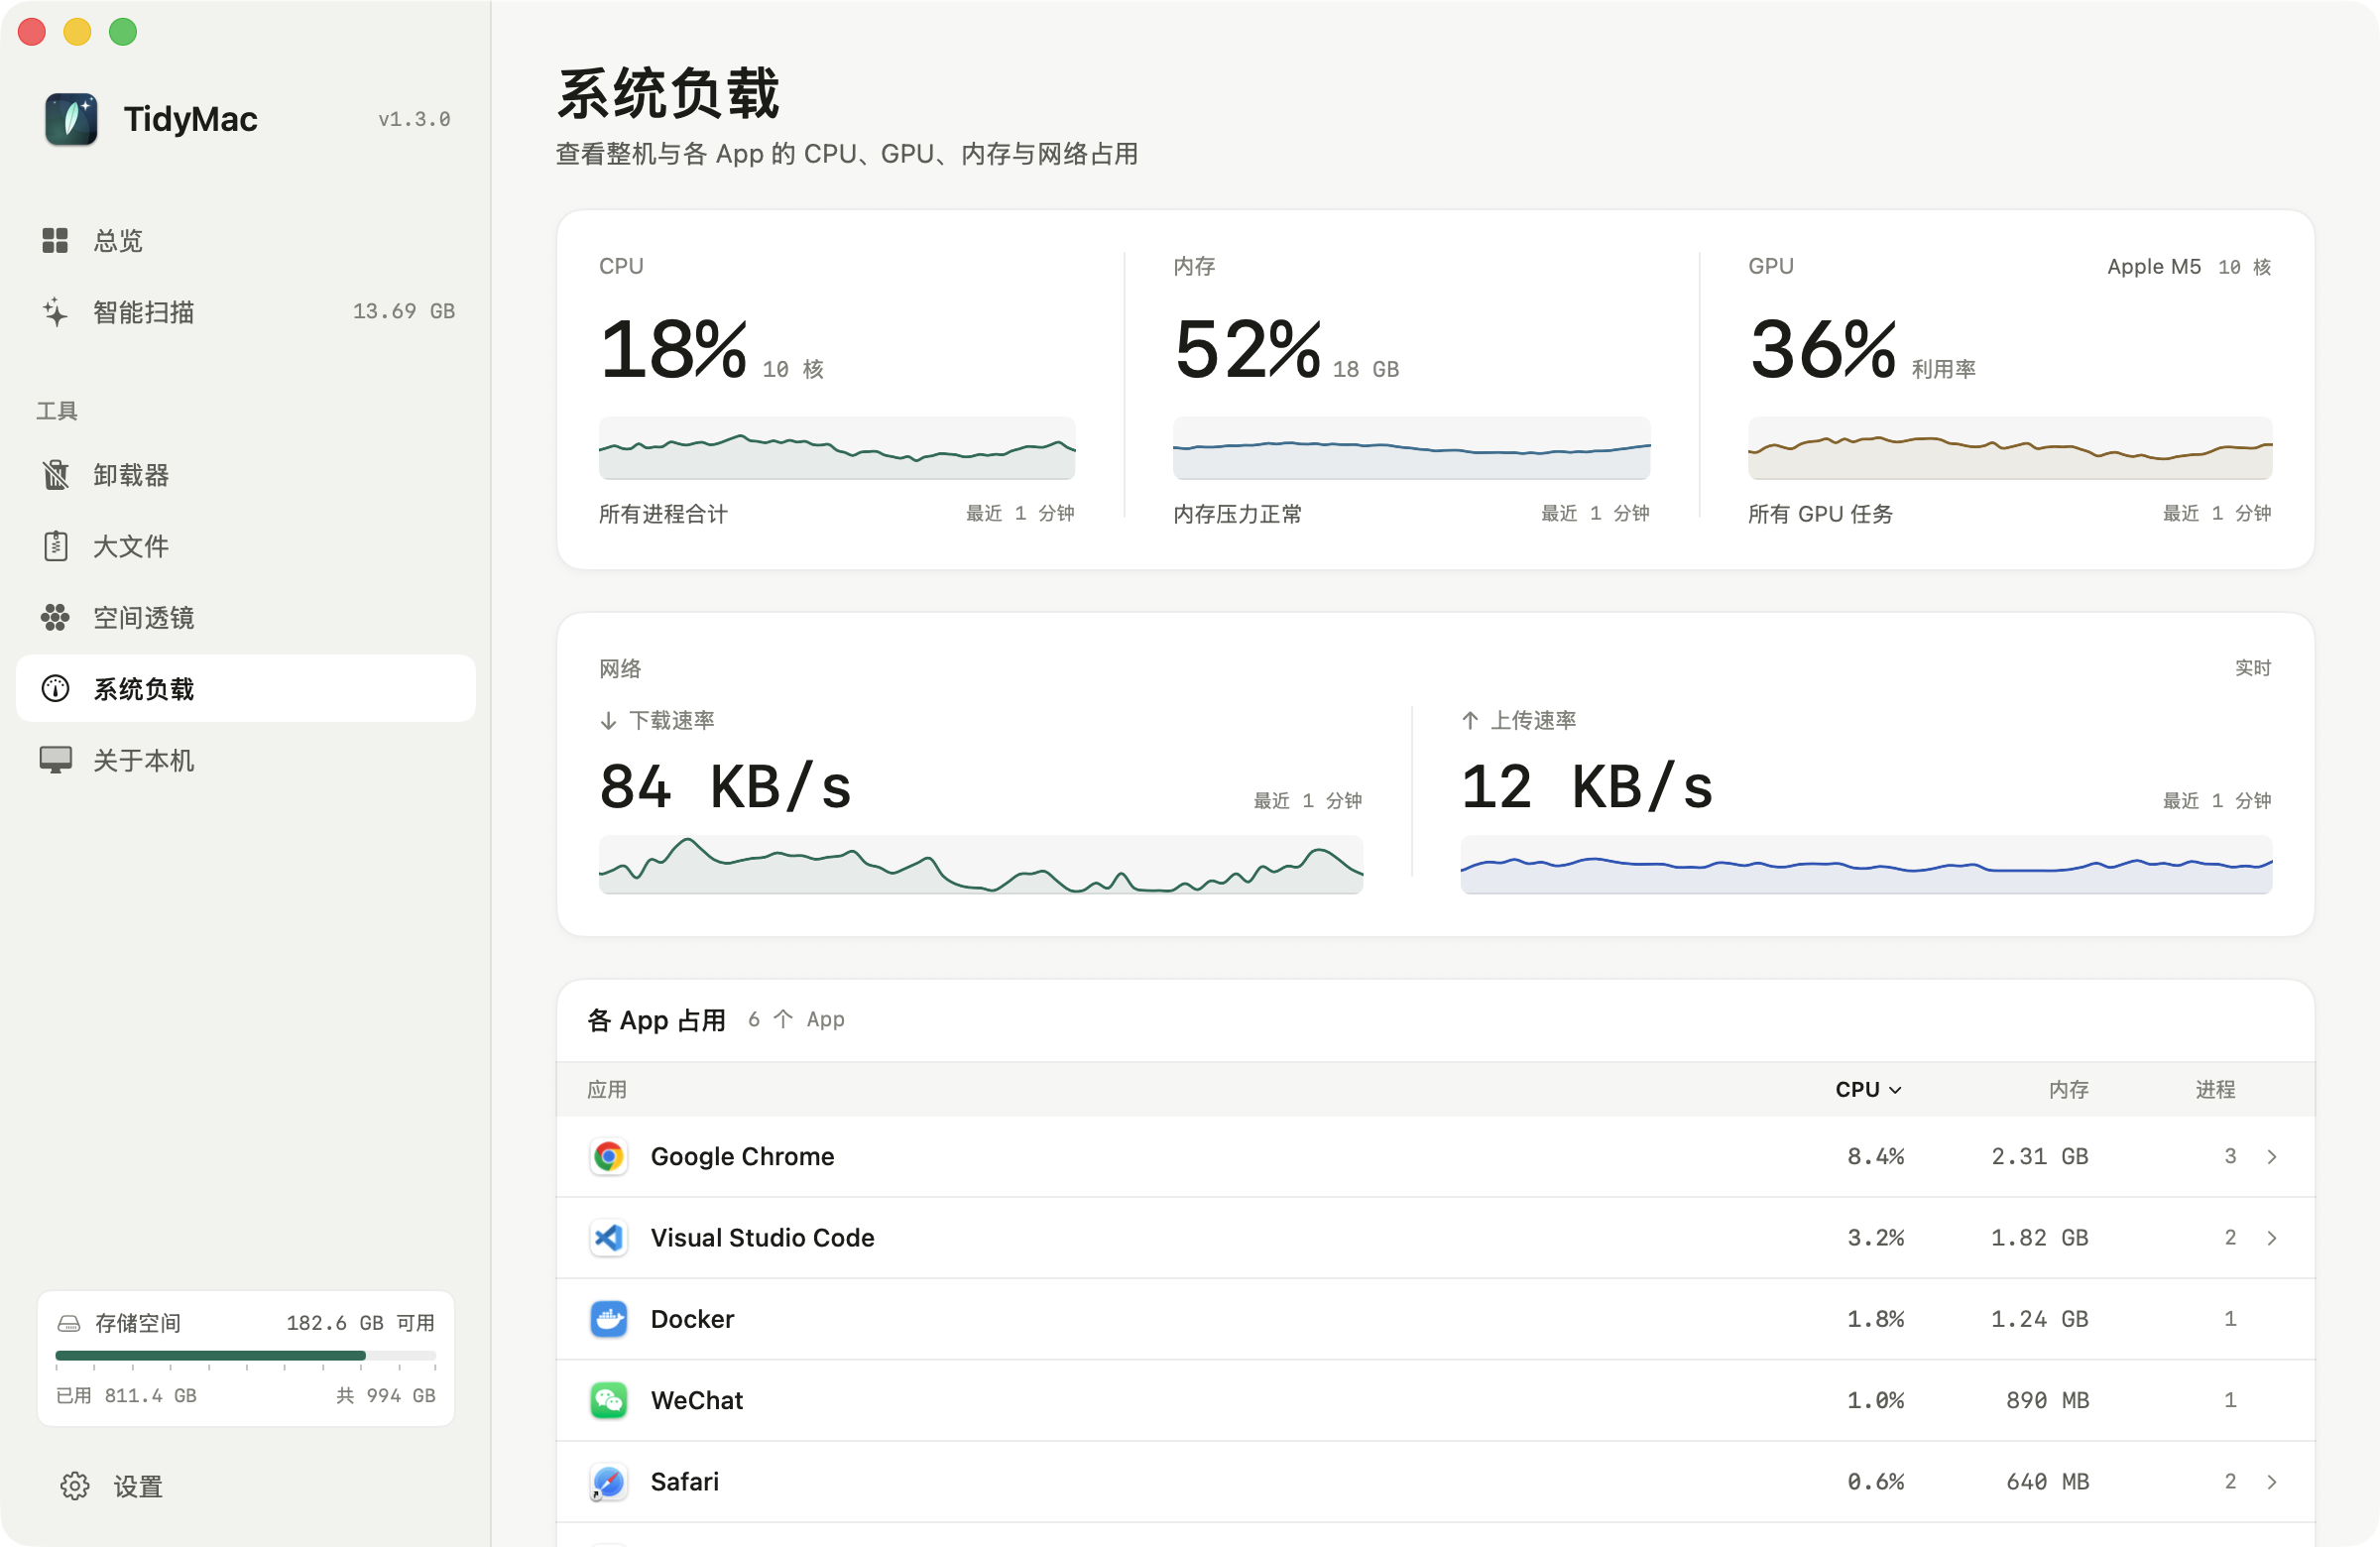 TidyMac v1.3.0
总览
智能扫描 13.69 GB
工具
卸载器
大文件
空间透镜
系统负载
关于本机
存储空间 182.6 GB 可用
已用 811.4 GB 共 994 GB
设置
系统负载
查看整机与各 App 的 CPU、GPU、内存与网络占用
CPU
18% 10 核
所有进程合计 最近 1 分钟
内存
52% 18 GB
内存压力正常 最近 1 分钟
GPU Apple M5 10 核
36% 利用率
所有 GPU 任务 最近 1 分钟
网络 实时
下载速率
84 KB/s 最近 1 分钟
上传速率
12 KB/s 最近 1 分钟
各 App 占用 6 个 App
应用 CPU 内存 进程
Google Chrome 8.4% 2.31 GB 3
Visual Studio Code 3.2% 1.82 GB 2
Docker 1.8% 1.24 GB 1
WeChat 1.0% 890 MB 1
Safari 0.6% 640 MB 2